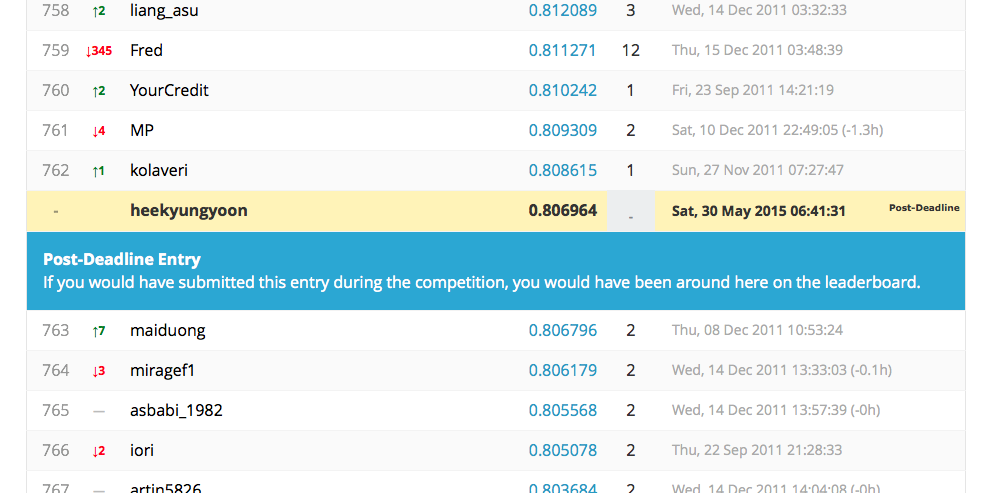 758 ↑2 liang_asu 0.812089 3 Wed, 14 Dec 2011 03:32:33
759 ↓345 Fred 0.811271 12 Thu, 15 Dec 2011 03:48:39
760 ↑2 YourCredit 0.810242 1 Fri, 23 Sep 2011 14:21:19
761 ↓4 MP 0.809309 2 Sat, 10 Dec 2011 22:49:05 (-1.3h)
762 ↑1 kolaveri 0.808615 1 Sun, 27 Nov 2011 07:27:47
- heekyungyoon 0.806964 - Sat, 30 May 2015 06:41:31 Post-Deadline
Post-Deadline Entry
If you would have submitted this entry during the competition, you would have been around here on the leaderboard.
763 ↑7 maiduong 0.806796 2 Thu, 08 Dec 2011 10:53:24
764 ↓3 miragef1 0.806179 2 Wed, 14 Dec 2011 13:33:03 (-0.1h)
765 — asbabi_1982 0.805568 2 Wed, 14 Dec 2011 13:57:39 (-0h)
766 ↓2 iori 0.805078 2 Thu, 22 Sep 2011 21:28:33
767 — artin5826 0.803684 2 Wed, 14 Dec 2011 14:04:08 (-0h)